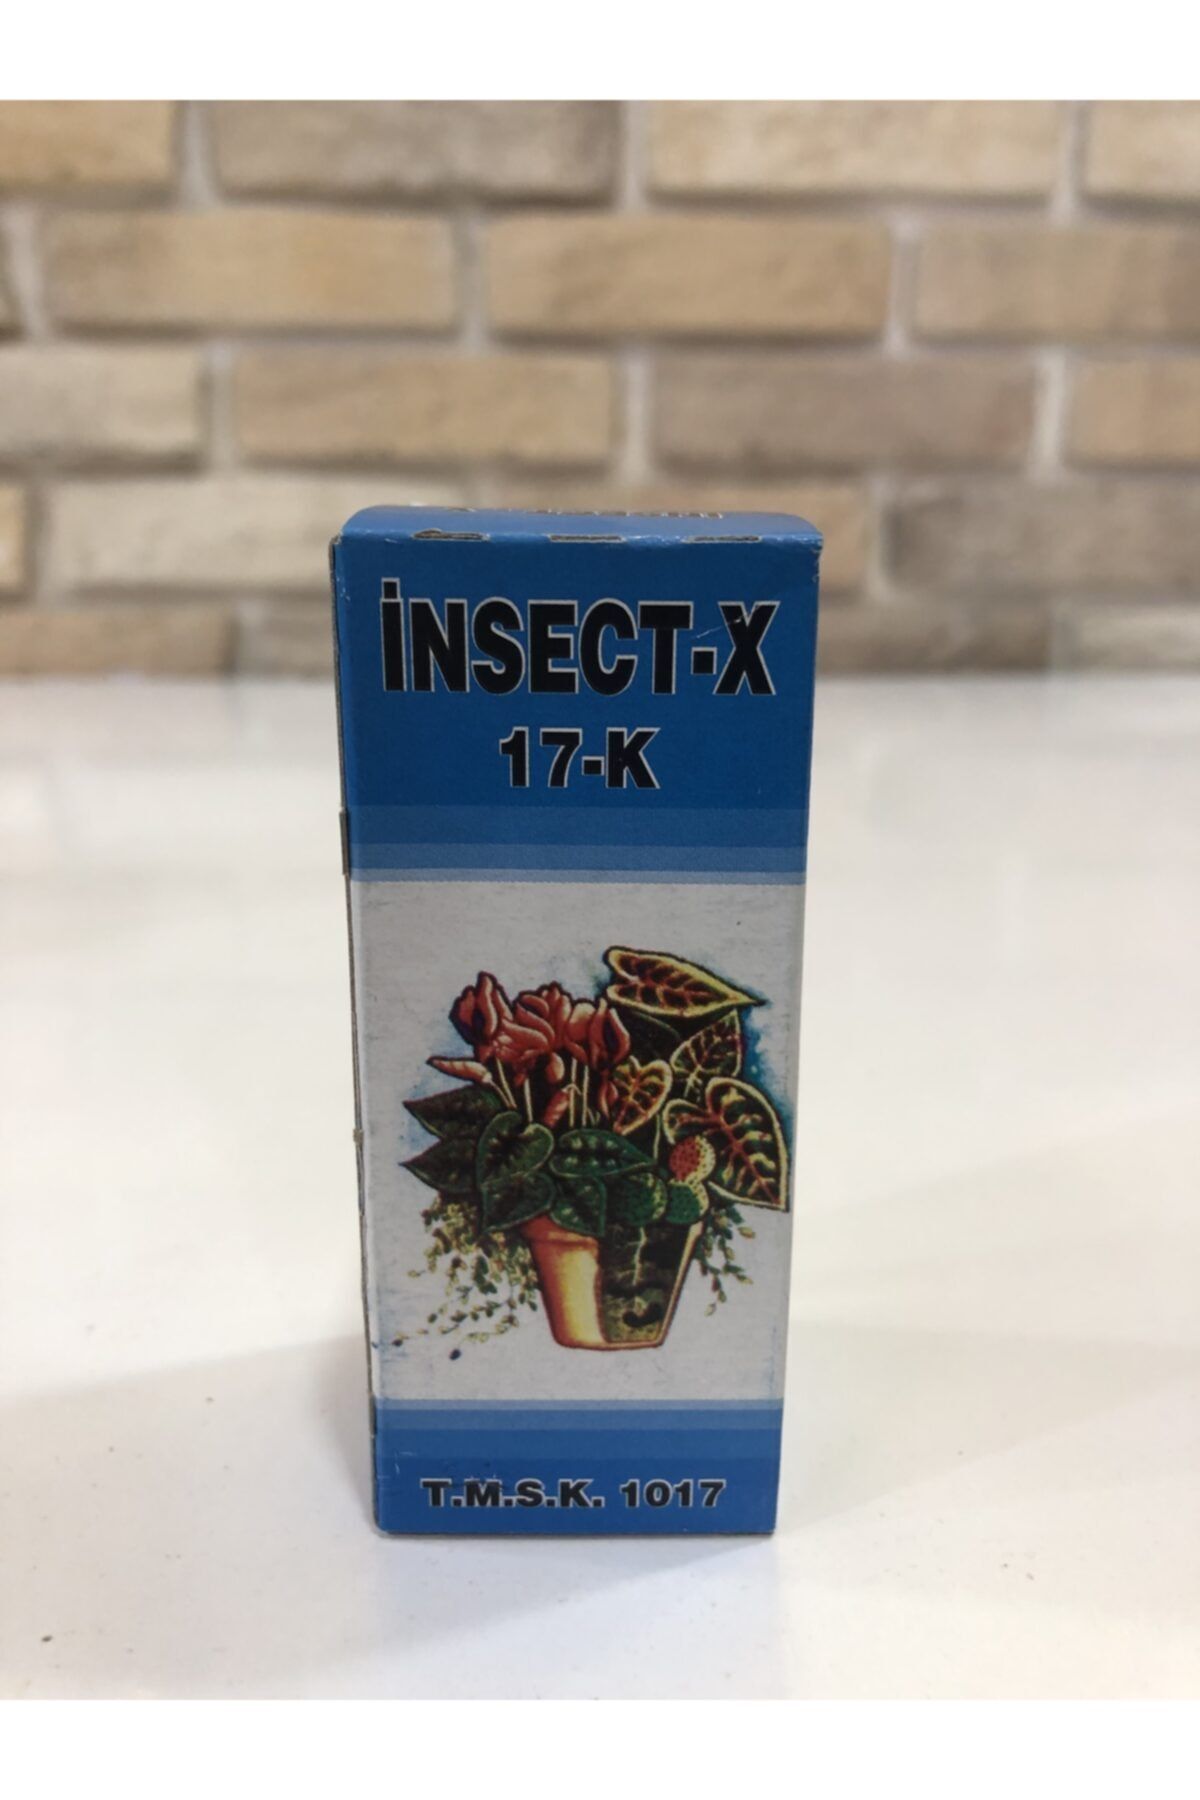 İNSECT-X
17-K
T.M.S.K. 1017